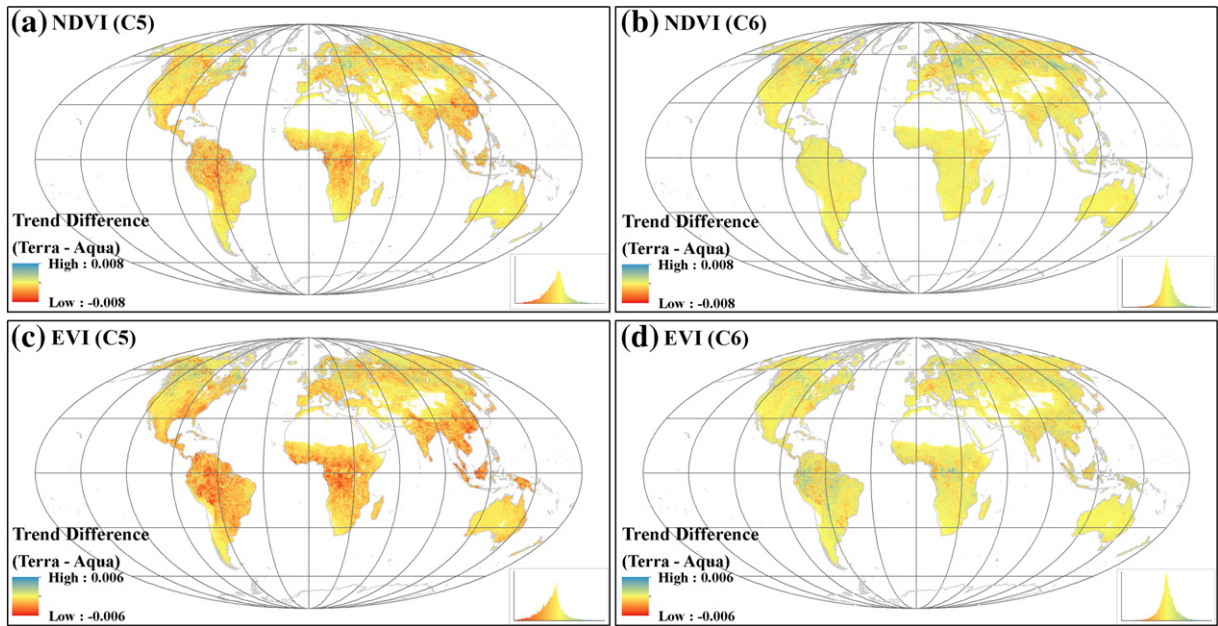 (a) NDVI (C5)
Trend Difference
(Terra - Aqua)
High : 0.008
Low : -0.008
(b) NDVI (C6)
Trend Difference
(Terra - Aqua)
High : 0.008
Low : -0.008
(c) EVI (C5)
Trend Difference
(Terra - Aqua)
High : 0.006
Low : -0.006
(d) EVI (C6)
Trend Difference
(Terra - Aqua)
High : 0.006
Low : -0.006